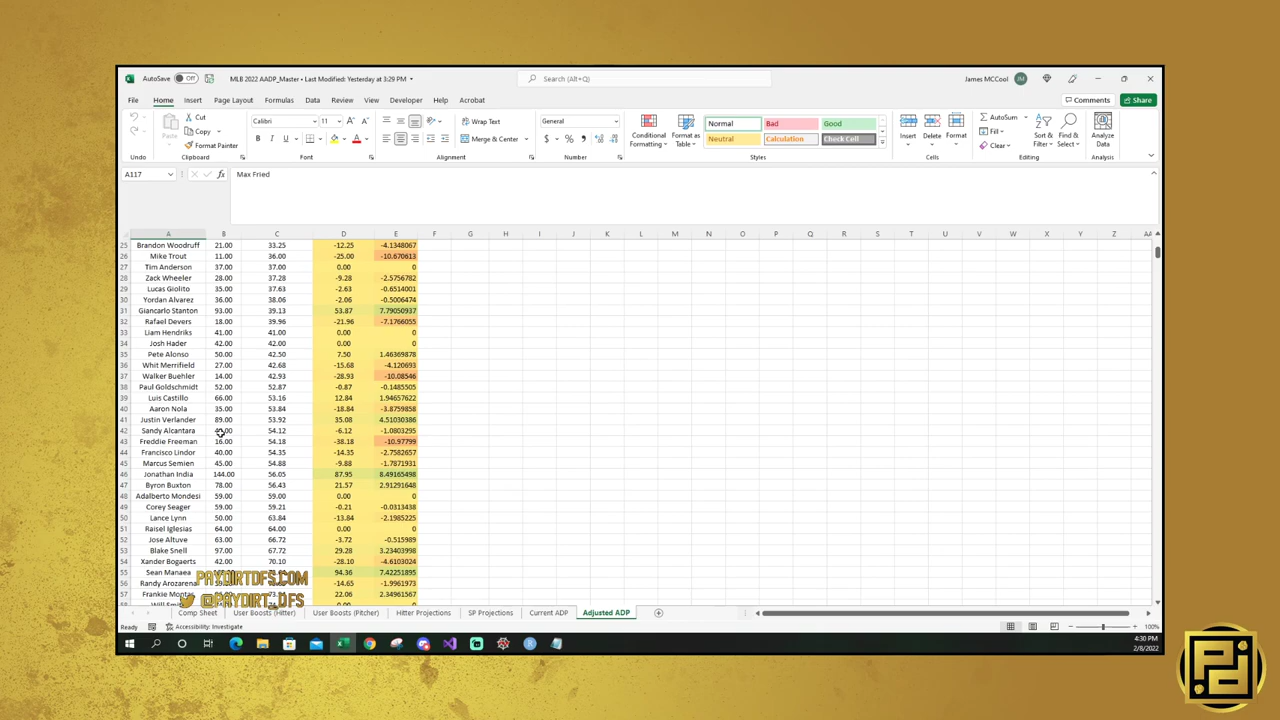 AutoSave Off MLB 2022 AADP_Master • Last Modified: Yesterday at 3:29 PM Search (Alt+Q) James MCCool JM
File Home Insert Page Layout Formulas Data Review View Developer Help Acrobat Comments Share
Cut Calibri 11 Wrap Text General Normal Bad Good AutoSum
Copy Fill
Paste Format Painter B I U Merge & Center $ % Conditional Formatting Format as Table Neutral Calculation Check Cell Insert Delete Format Clear Sort & Filter Find & Select Analyze Data
Undo Clipboard Font Alignment Number Styles Cells Editing Analysis
A117 fx Max Fried
A B C D E F G H I J K L M N O P Q R S T U V W X Y Z AA
25 Brandon Woodruff 21.00 33.25 -12.25 -4.1348067
26 Mike Trout 11.00 36.00 -25.00 -10.670613
27 Tim Anderson 37.00 37.00 0.00 0
28 Zack Wheeler 28.00 37.28 -9.28 -2.5756782
29 Lucas Giolito 35.00 37.63 -2.63 -0.6514001
30 Yordan Alvarez 36.00 38.06 -2.06 -0.5006474
31 Giancarlo Stanton 93.00 39.13 53.87 7.79050937
32 Rafael Devers 18.00 39.96 -21.96 -7.1766055
33 Liam Hendriks 41.00 41.00 0.00 0
34 Josh Hader 42.00 42.00 0.00 0
35 Pete Alonso 50.00 42.50 7.50 1.46369878
36 Whit Merrifield 27.00 42.68 -15.68 -4.120693
37 Walker Buehler 14.00 42.93 -28.93 -10.08546
38 Paul Goldschmidt 52.00 52.87 -0.87 -0.1485505
39 Luis Castillo 66.00 53.16 12.84 1.94657622
40 Aaron Nola 35.00 53.84 -18.84 -3.8759858
41 Justin Verlander 89.00 53.92 35.08 4.51030386
42 Sandy Alcantara 54.12 -6.12 -1.0803295
43 Freddie Freeman 16.00 54.18 -38.18 -10.97799
44 Francisco Lindor 40.00 54.35 -14.35 -2.7582657
45 Marcus Semien 45.00 54.88 -9.88 -1.7871931
46 Jonathan India 144.00 56.05 87.95 8.49165498
47 Byron Buxton 78.00 56.43 21.57 2.91291648
48 Adalberto Mondesi 59.00 59.00 0.00 0
49 Corey Seager 59.00 59.21 -0.21 -0.0313438
50 Lance Lynn 50.00 63.84 -13.84 -2.1985225
51 Raisel Iglesias 64.00 64.00 0.00 0
52 Jose Altuve 63.00 66.72 -3.72 -0.515989
53 Blake Snell 97.00 67.72 29.28 3.23403998
54 Xander Bogaerts 42.00 70.10 -28.10 -4.6103024
55 Sean Manaea 94.36 7.42251895
56 Randy Arozarena -14.65 -1.9961973
57 Frankie Montas 22.06 2.34961567
PAYDIRTDFS.COM
@PAYDIRT_DFS
Comp Sheet User Boosts (Hitter) User Boosts (Pitcher) Hitter Projections SP Projections Current ADP Adjusted ADP
Ready Accessibility: Investigate 100%
4:30 PM
2/8/2022